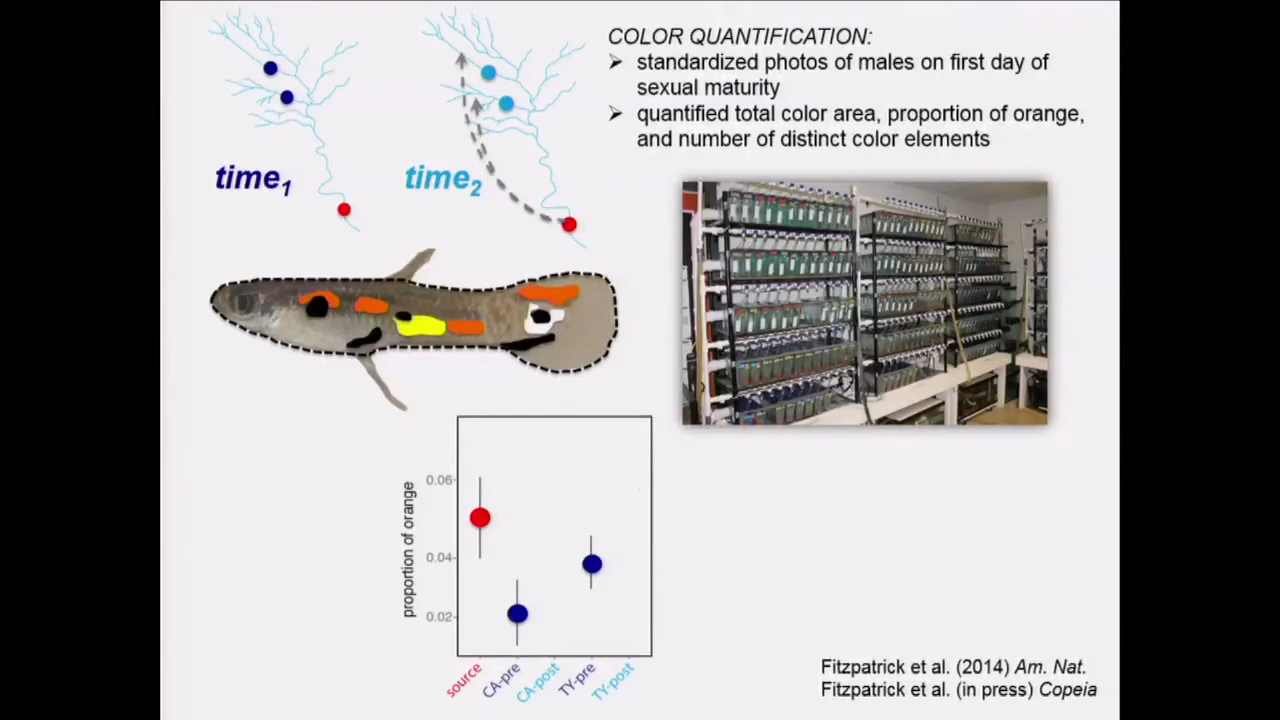 COLOR QUANTIFICATION:
➢ standardized photos of males on first day of
sexual maturity
➢ quantified total color area, proportion of orange,
and number of distinct color elements
time1
time2
proportion of orange
0.06
0.04
0.02
source
CA-pre
CA-post
TY-pre
TY-post
Fitzpatrick et al. (2014) Am. Nat.
Fitzpatrick et al. (in press) Copeia